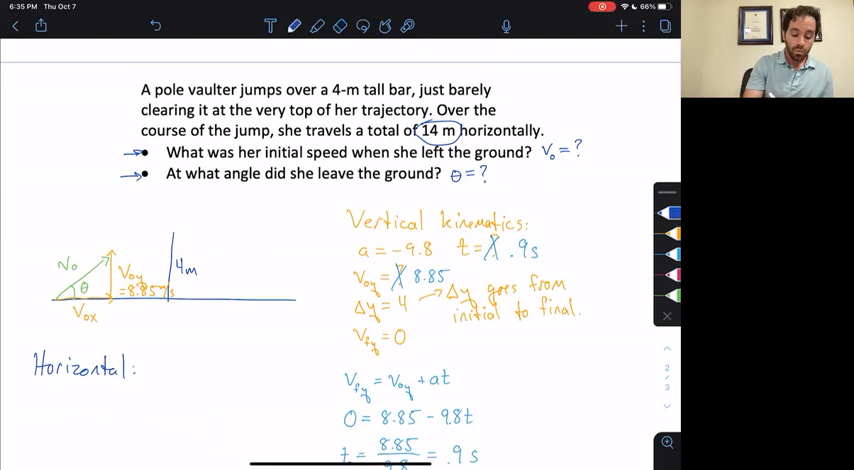 6:35 PM Thu Oct 7
66%
A pole vaulter jumps over a 4-m tall bar, just barely
clearing it at the very top of her trajectory. Over the
course of the jump, she travels a total of 14 m horizontally.
• What was her initial speed when she left the ground? V₀ = ?
• At what angle did she leave the ground? θ = ?
Vertical kinematics:
a = -9.8 t = X .9s
V₀y = X 8.85
Δy = 4 → Δy goes from
initial to final.
Vfy = 0
V₀
θ
V₀y
= 8.85 m/s
4m
V₀x
Horizontal:
Vfy = V₀y + at
0 = 8.85 - 9.8t
t = 8.85/9.8 = .9 s
2
/
3